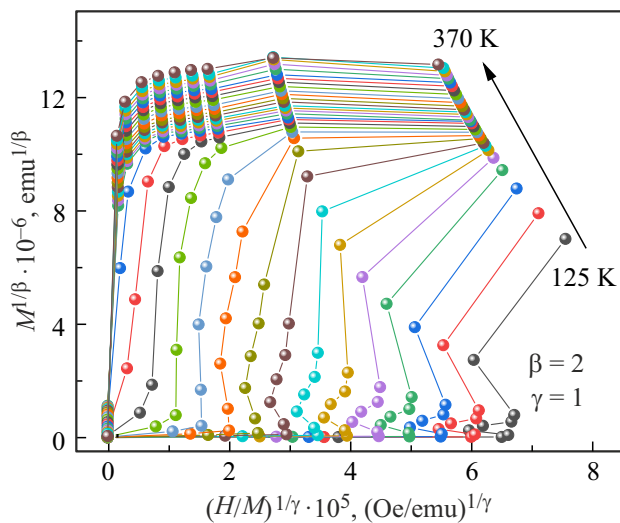 370 K
12
8
4
0
125 K
β = 2
γ = 1
0
2
4
6
8
M^{1/β} · 10^{-6}, emu^{1/β}
(H/M)^{1/γ} · 10^5, (Oe/emu)^{1/γ}